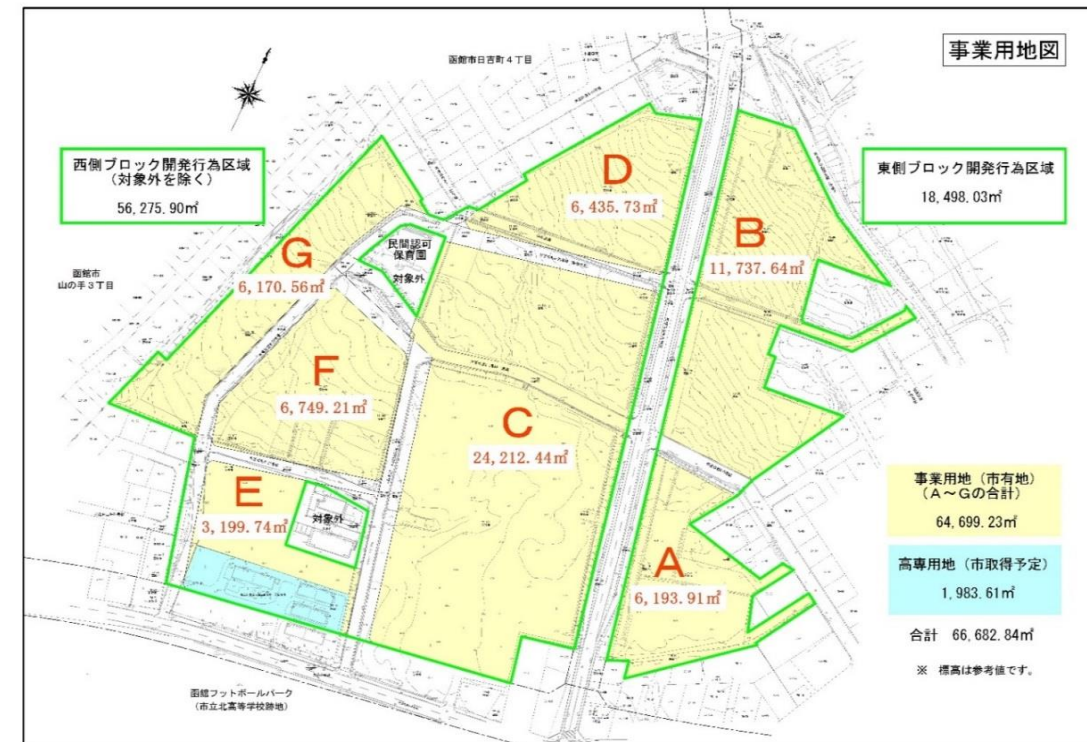 事業用地図
函館市日吉町4丁目
西側ブロック開発行為区域
（対象外を除く）
56,275.90㎡
東側ブロック開発行為区域
18,498.03㎡
D
6,435.73㎡
B
11,737.64㎡
G
6,170.56㎡
民間認可
保育園
対象外
函館市
山の手3丁目
F
6,749.21㎡
C
24,212.44㎡
E
3,199.74㎡
対象外
A
6,193.91㎡
事業用地（市有地）
（A～Gの合計）
64,699.23㎡
高専用地（市取得予定）
1,983.61㎡
合計 66,682.84㎡
※ 標高は参考値です。
函館フットボールパーク
（市立北高等学校跡地）